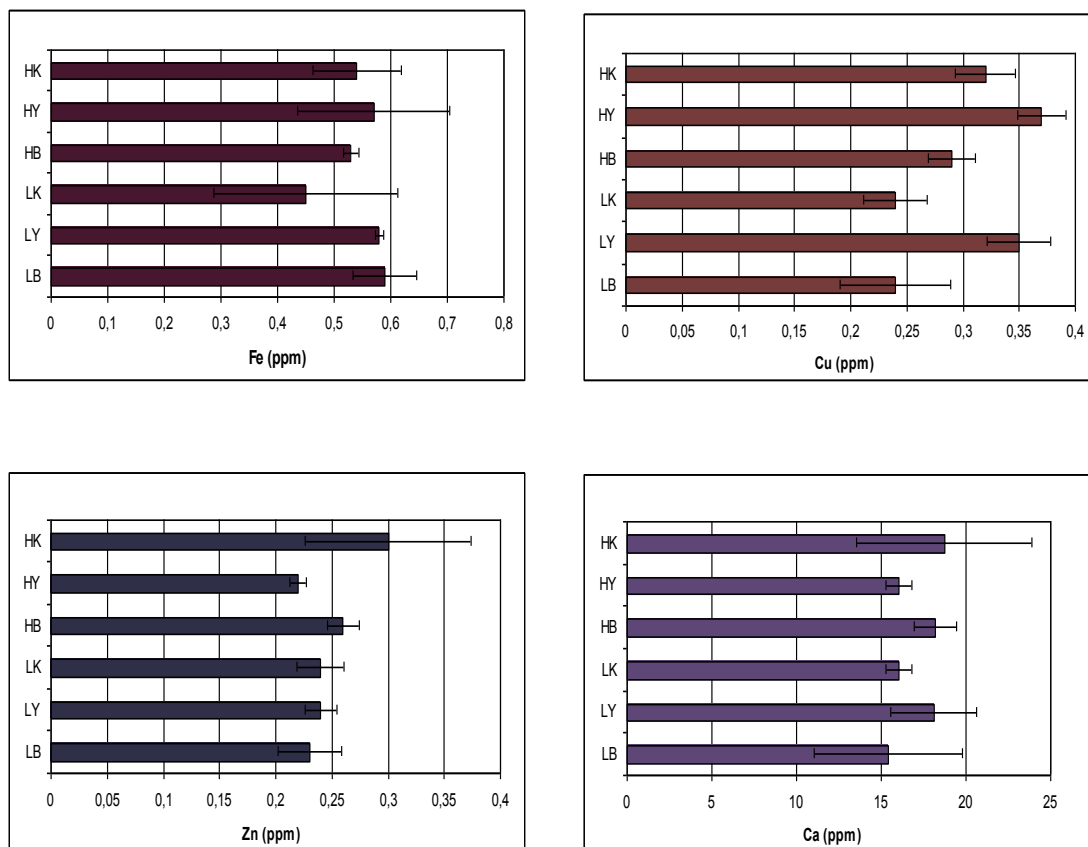 HK
HY
HB
LK
LY
LB
0 0,1 0,2 0,3 0,4 0,5 0,6 0,7 0,8
Fe (ppm)
HK
HY
HB
LK
LY
LB
0 0,05 0,1 0,15 0,2 0,25 0,3 0,35 0,4
Cu (ppm)
HK
HY
HB
LK
LY
LB
0 0,05 0,1 0,15 0,2 0,25 0,3 0,35 0,4
Zn (ppm)
HK
HY
HB
LK
LY
LB
0 5 10 15 20 25
Ca (ppm)